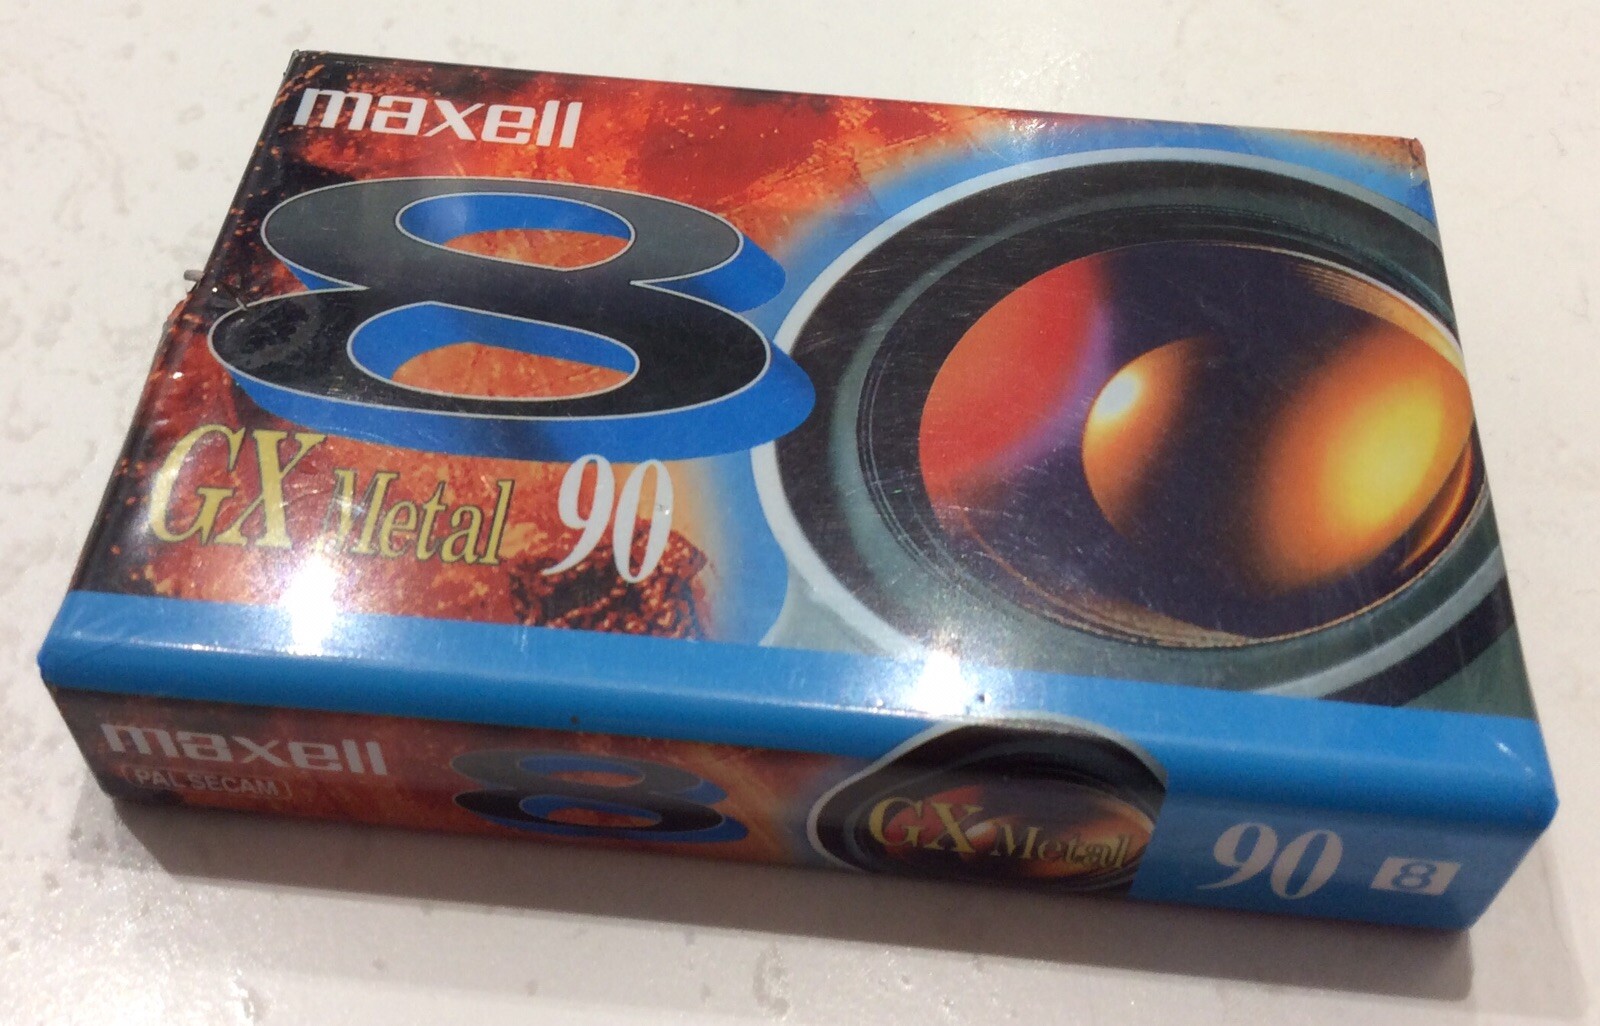 maxell
8
GX Metal 90
maxell
PAL SECAM
8
GX Metal
90 8